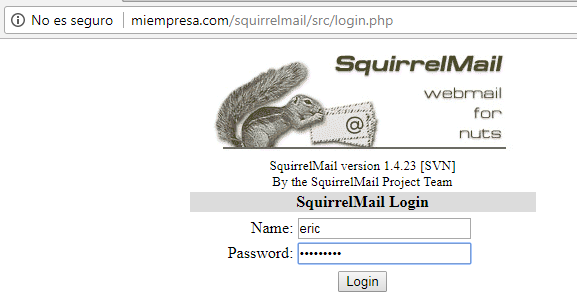 No es seguro | miempresa.com/squirrelmail/src/login.php
SquirrelMail
webmail
for
nuts
@
SquirrelMail version 1.4.23 [SVN]
By the SquirrelMail Project Team
SquirrelMail Login
Name: eric
Password: •••••••••
Login